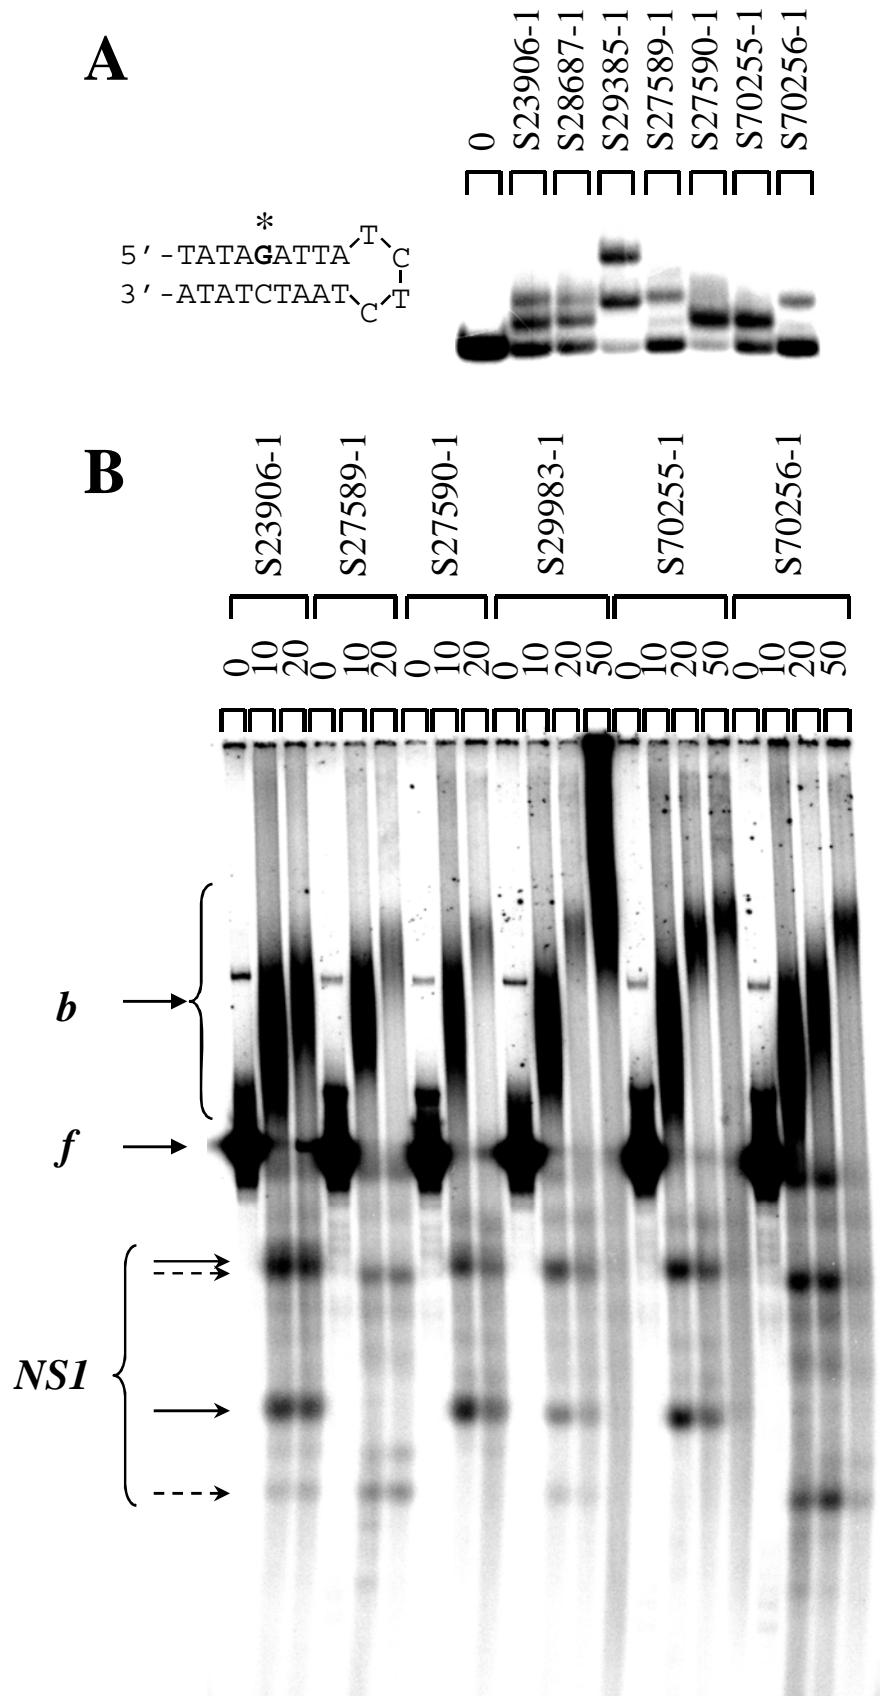 A
0
S23906-1
S28687-1
S29385-1
S27589-1
S27590-1
S70255-1
S70256-1
*
5′-TATAGATTA
T
C
T
C
3′-ATATCTAAT
B
S23906-1
S27589-1
S27590-1
S29983-1
S70255-1
S70256-1
0 10 20 0 10 20 0 10 20 0 10 20 50 0 10 20 50 0 10 20 50
b
f
NS1